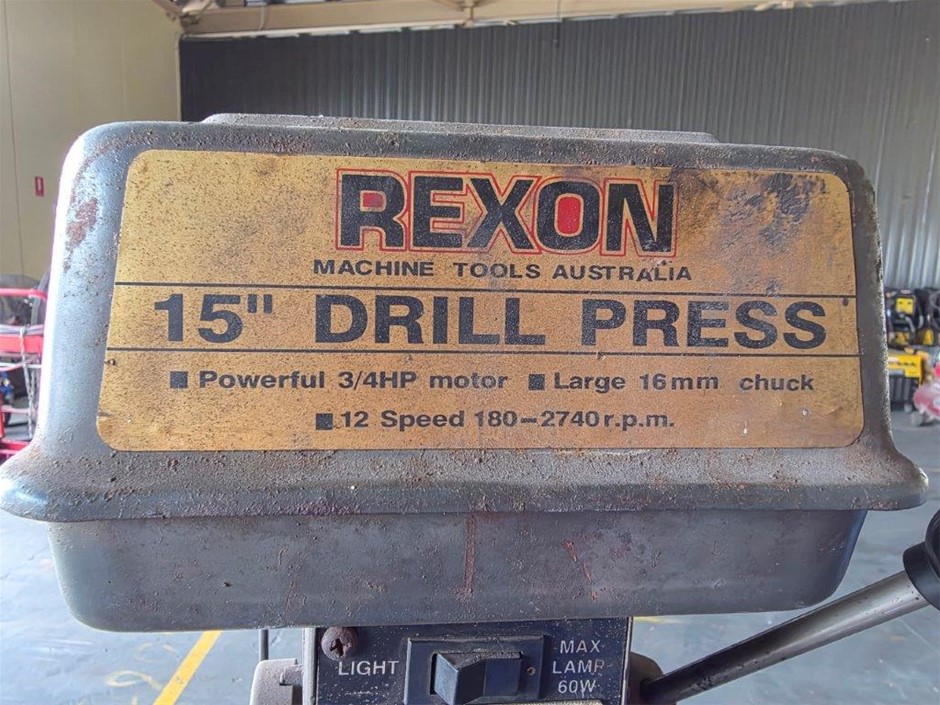 REXON
MACHINE TOOLS AUSTRALIA
15" DRILL PRESS
■ Powerful 3/4HP motor ■ Large 16mm chuck
■ 12 Speed 180-2740 r.p.m.
LIGHT
MAX
LAMP
60W